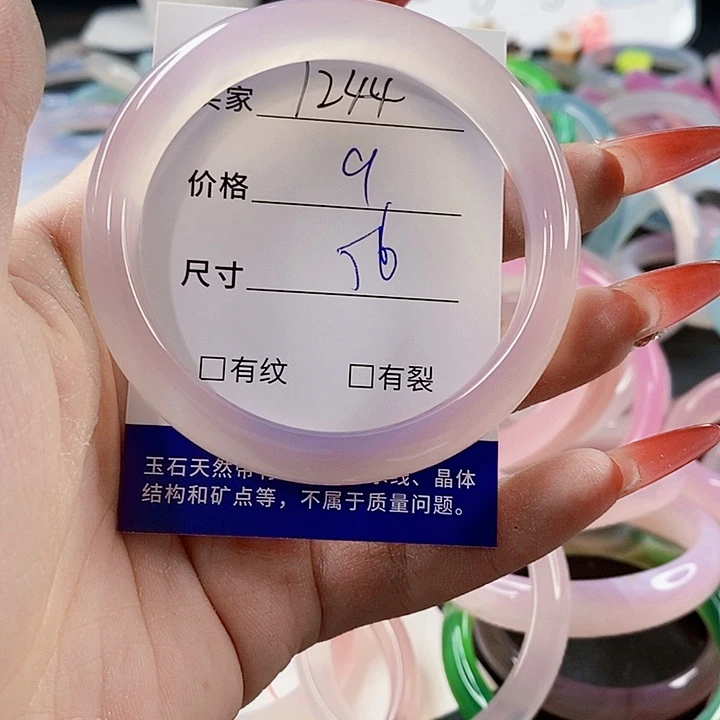 家 1244
价格 9
尺寸 56
□有纹 □有裂
玉石天然带有 线、晶体
结构和矿点等，不属于质量问题。